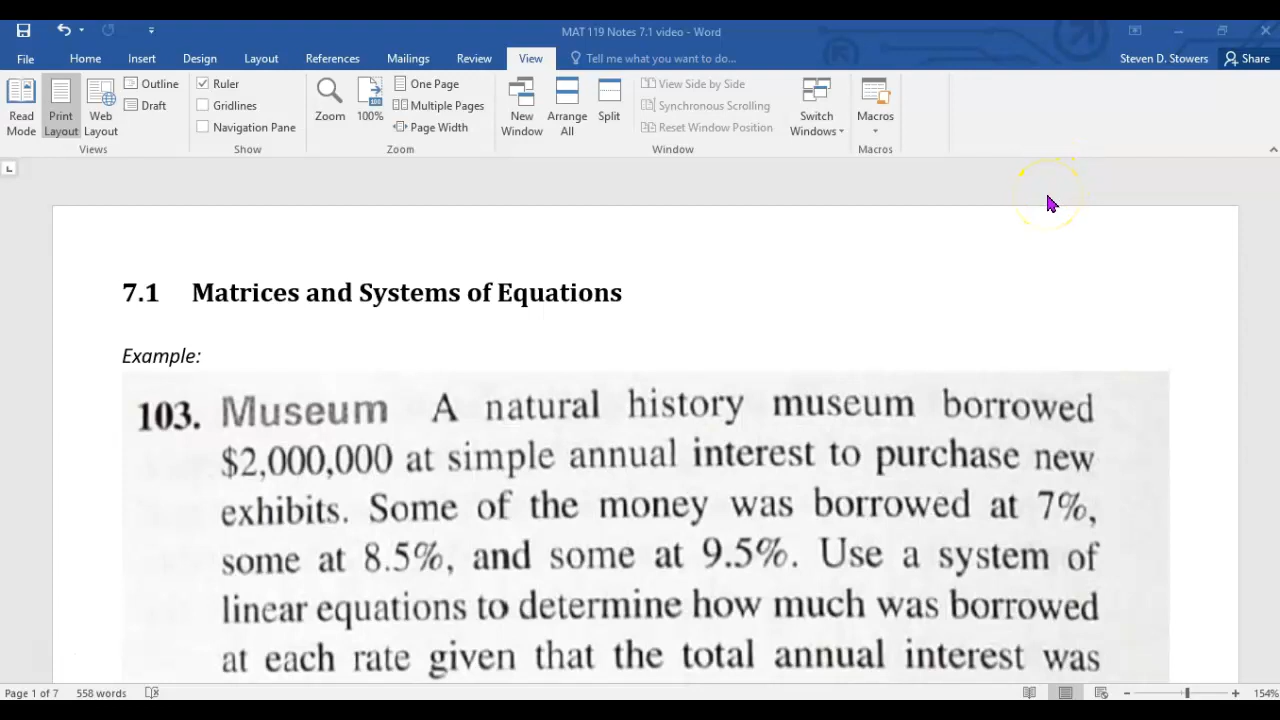 MAT 119 Notes 7.1 video - Word
File Home Insert Design Layout References Mailings Review View Tell me what you want to do... Steven D. Stowers Share
Read Mode
Print Layout
Web Layout
Outline
Draft
Views
Ruler
Gridlines
Navigation Pane
Show
Zoom
100%
One Page
Multiple Pages
Page Width
Zoom
New Window
Arrange All
Split
View Side by Side
Synchronous Scrolling
Reset Window Position
Window
Switch Windows
Macros
Macros
7.1 Matrices and Systems of Equations
Example:
103. Museum A natural history museum borrowed
$2,000,000 at simple annual interest to purchase new
exhibits. Some of the money was borrowed at 7%,
some at 8.5%, and some at 9.5%. Use a system of
linear equations to determine how much was borrowed
at each rate given that the total annual interest was
Page 1 of 7 558 words 154%